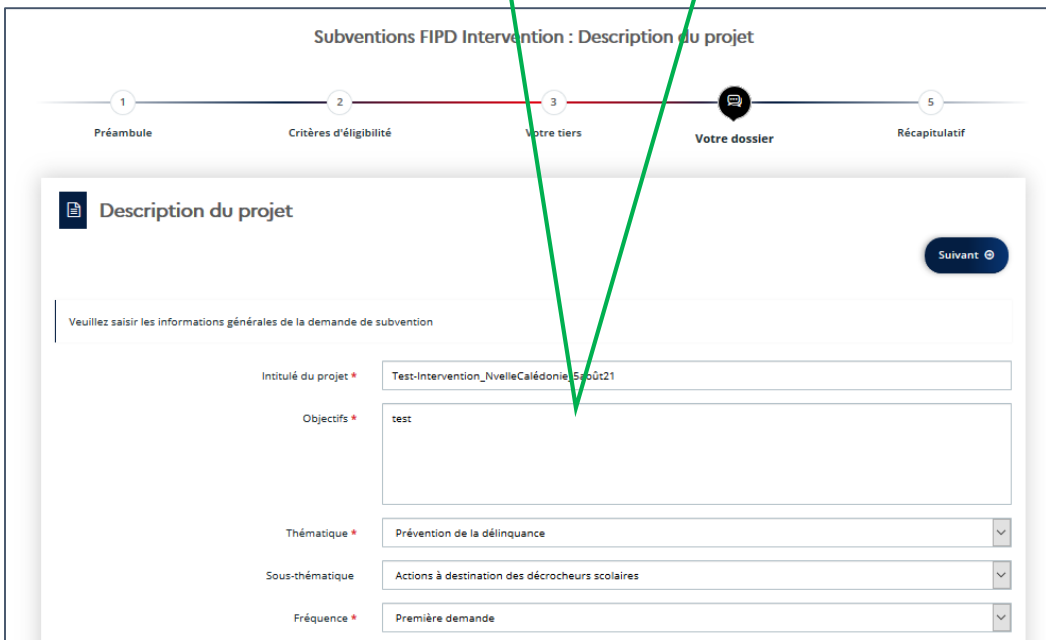 Subventions FIPD Intervention : Description du projet
1 2 3 5
Préambule Critères d'éligibilité Votre tiers Votre dossier Récapitulatif
Description du projet
Suivant
Veuillez saisir les informations générales de la demande de subvention
Intitulé du projet * Test-Intervention_NvelleCalédonie_5août21
Objectifs * test
Thématique * Prévention de la délinquance
Sous-thématique Actions à destination des décrocheurs scolaires
Fréquence * Première demande